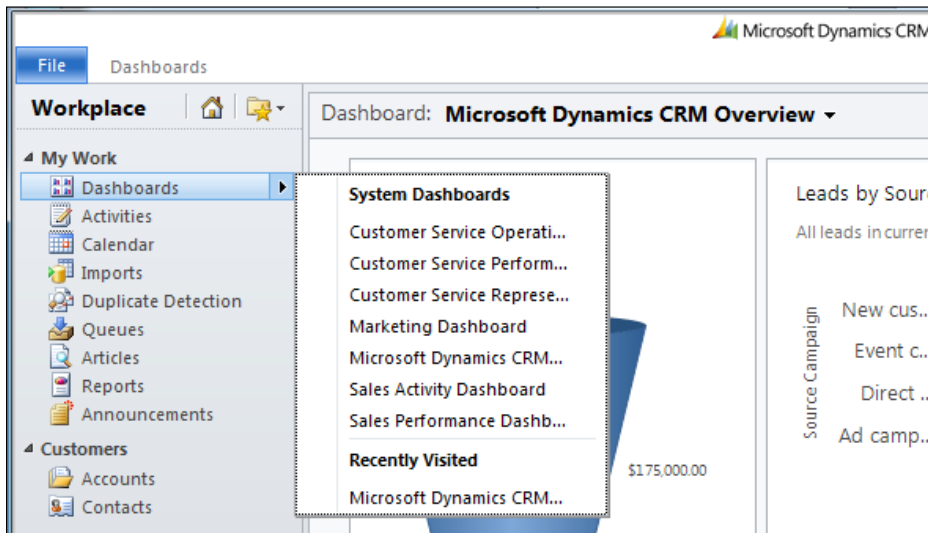 Microsoft Dynamics CRM
File Dashboards
Workplace
Dashboard: Microsoft Dynamics CRM Overview
My Work
Dashboards
Activities
Calendar
Imports
Duplicate Detection
Queues
Articles
Reports
Announcements
Customers
Accounts
Contacts
System Dashboards
Customer Service Operati...
Customer Service Perform...
Customer Service Represe...
Marketing Dashboard
Microsoft Dynamics CRM...
Sales Activity Dashboard
Sales Performance Dashb...
Recently Visited
Microsoft Dynamics CRM...
$175,000.00
Leads by Sour
All leads in curre
Source Campaign
New cus..
Event c..
Direct ..
Ad camp..